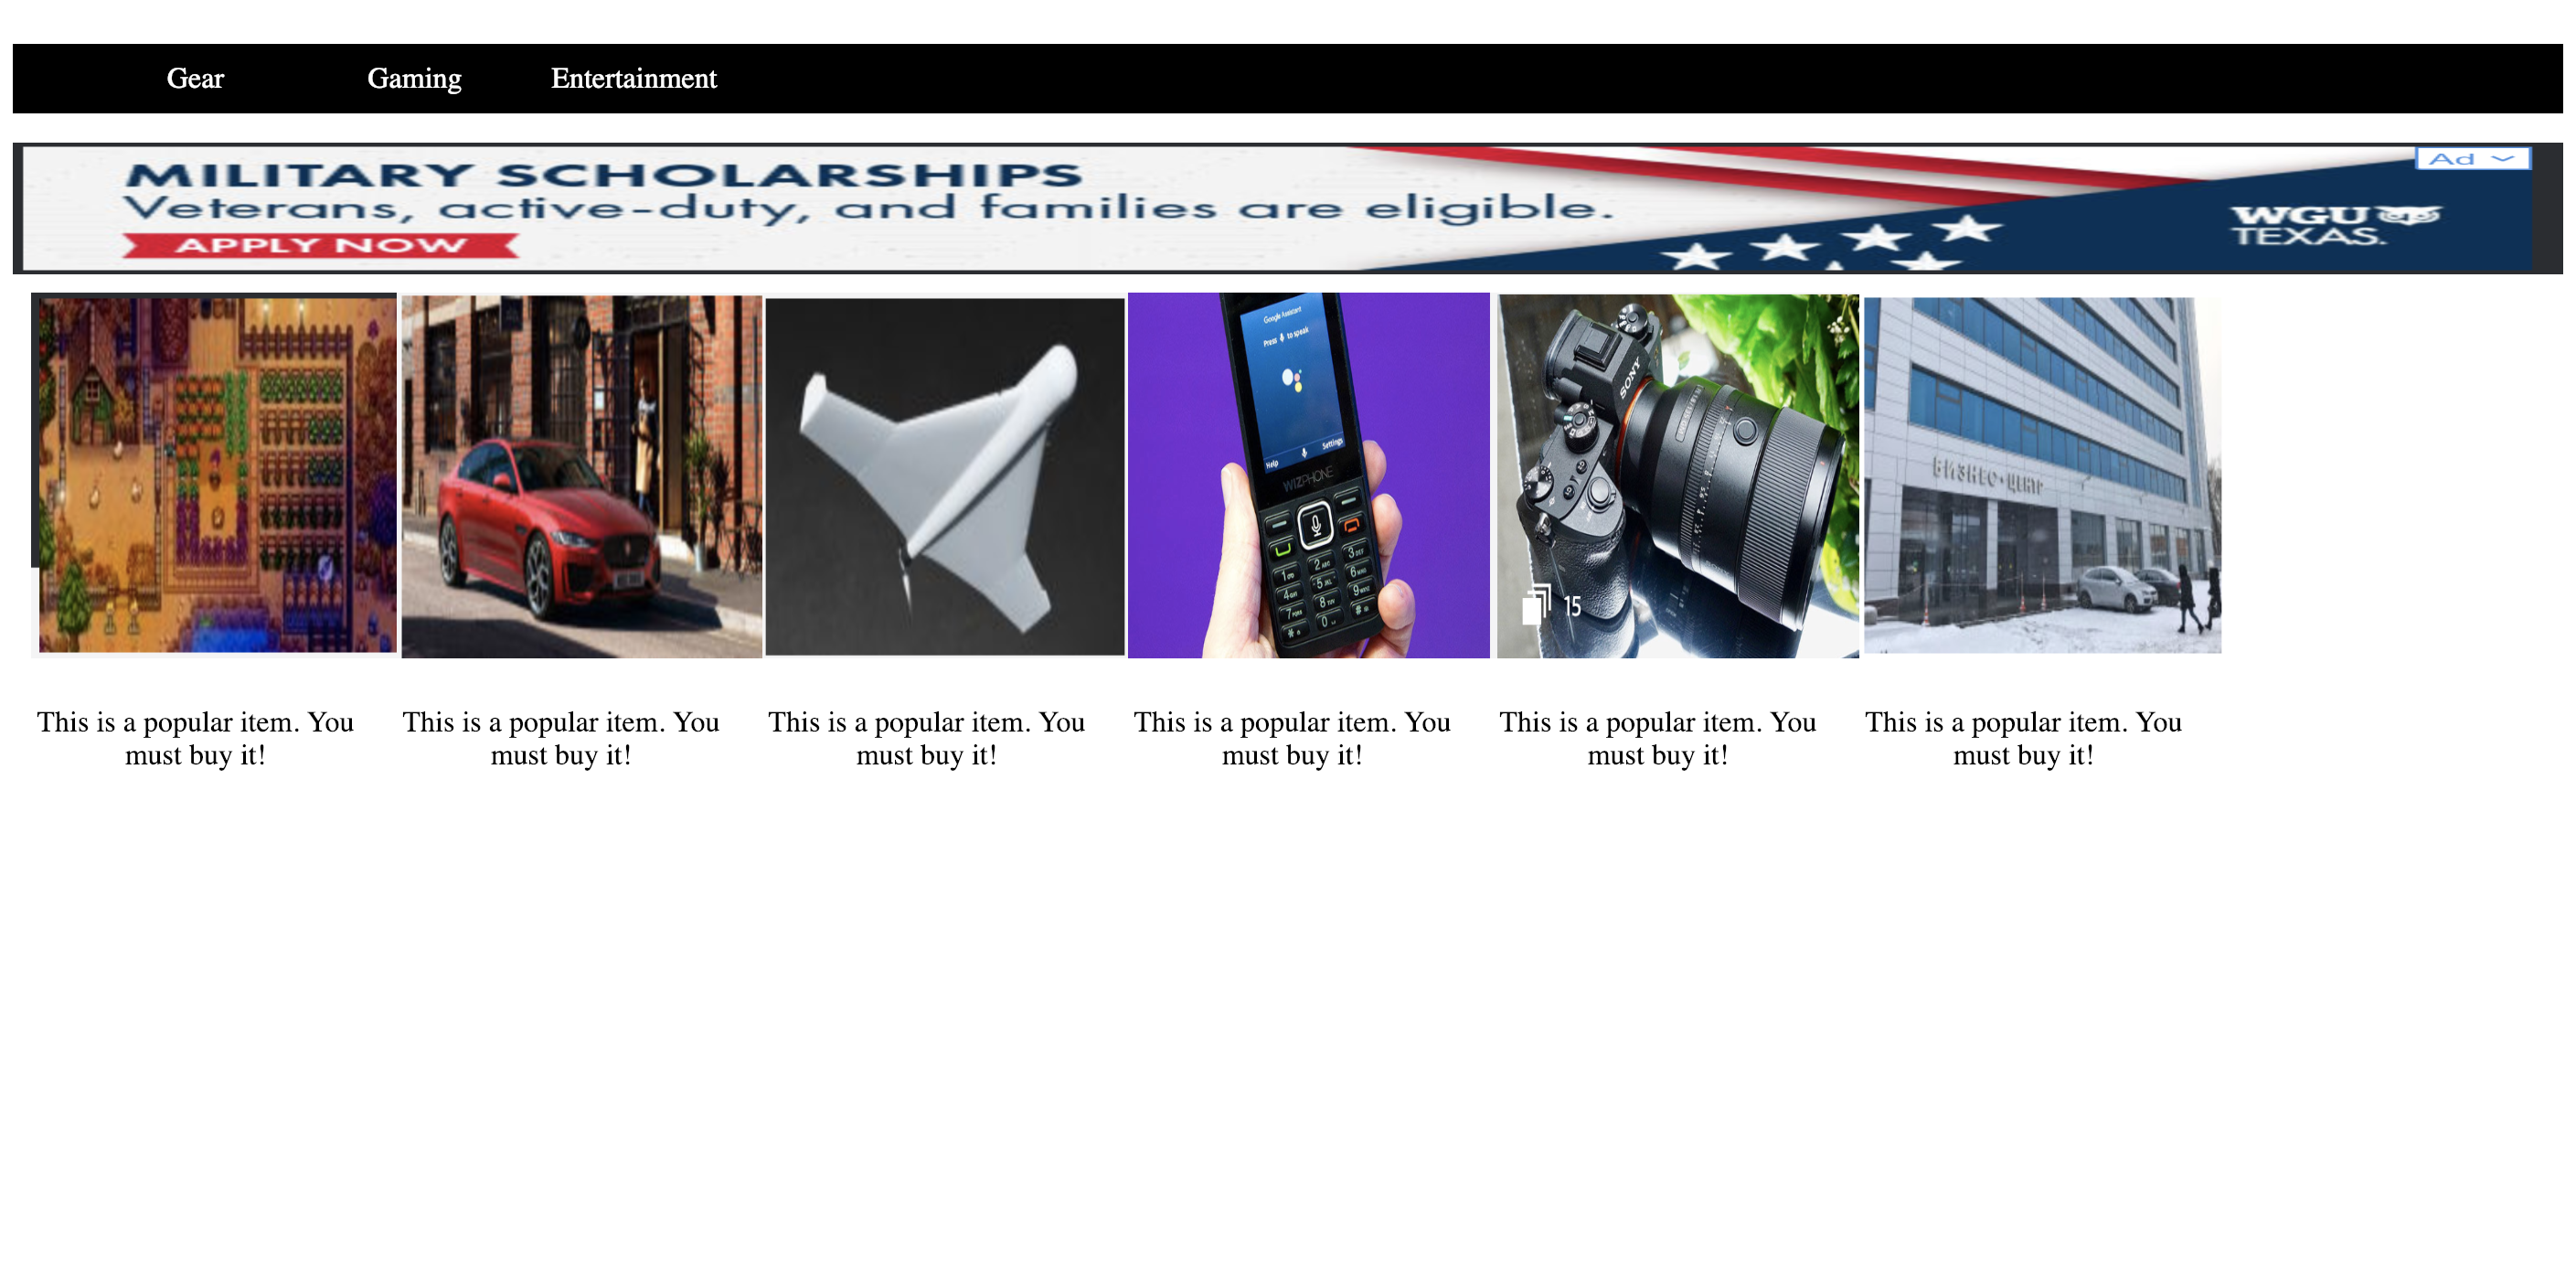 Gear Gaming Entertainment
MILITARY SCHOLARSHIPS
Veterans, active-duty, and families are eligible.
APPLY NOW
Ad
WGU
TEXAS.
Google Assistant
Press to speak
Help Settings
WIZPHONE
SONY
15
БИЗНЕС•ЦЕНТР
This is a popular item. You
must buy it!
This is a popular item. You
must buy it!
This is a popular item. You
must buy it!
This is a popular item. You
must buy it!
This is a popular item. You
must buy it!
This is a popular item. You
must buy it!